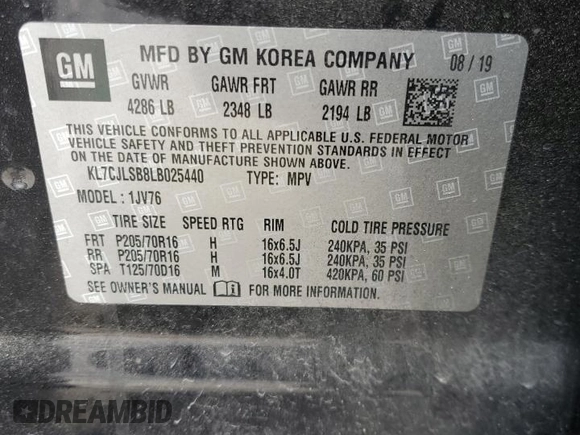 GM
MFD BY GM KOREA COMPANY 08 / 19
GVWR GAWR FRT GAWR RR
4286 LB 2348 LB 2194 LB
THIS VEHICLE CONFORMS TO ALL APPLICABLE U.S. FEDERAL MOTOR
VEHICLE SAFETY AND THEFT PREVENTION STANDARDS IN EFFECT
ON THE DATE OF MANUFACTURE SHOWN ABOVE.
KL7CJLSB8LB025440 TYPE: MPV
MODEL : 1JV76
TIRE SIZE SPEED RTG RIM COLD TIRE PRESSURE
FRT P205/70R16 H 16x6.5J 240KPA, 35 PSI
RR P205/70R16 H 16x6.5J 240KPA, 35 PSI
SPA T125/70D16 M 16x4.0T 420KPA, 60 PSI
SEE OWNER'S MANUAL FOR MORE INFORMATION
DREAMBID